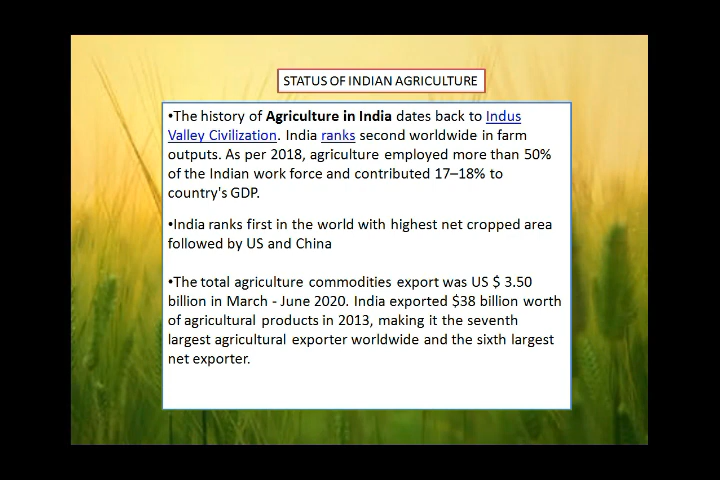 STATUS OF INDIAN AGRICULTURE
•The history of Agriculture in India dates back to Indus
Valley Civilization. India ranks second worldwide in farm
outputs. As per 2018, agriculture employed more than 50%
of the Indian work force and contributed 17–18% to
country's GDP.
•India ranks first in the world with highest net cropped area
followed by US and China
•The total agriculture commodities export was US $ 3.50
billion in March - June 2020. India exported $38 billion worth
of agricultural products in 2013, making it the seventh
largest agricultural exporter worldwide and the sixth largest
net exporter.